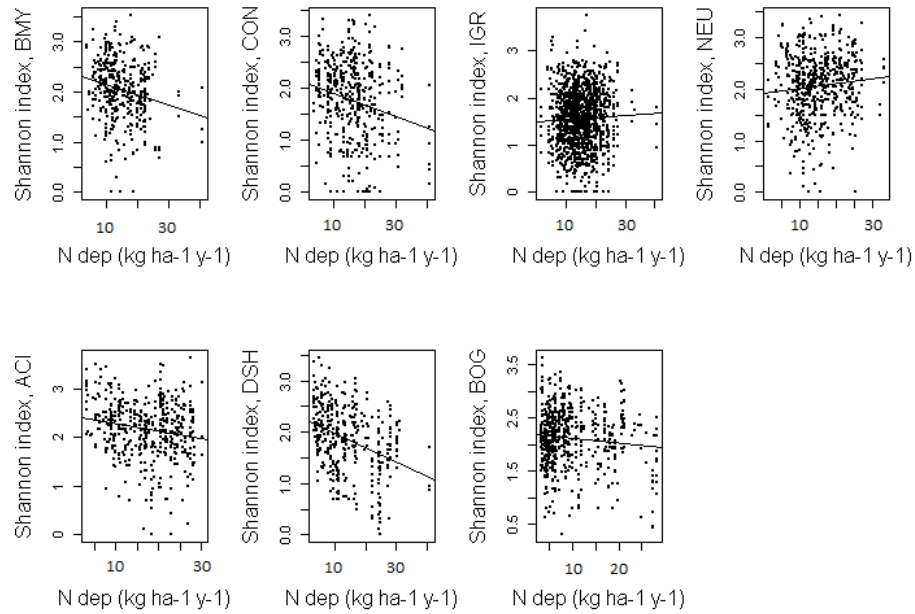 Shannon index, BMY
3.0
2.0
1.0
0.0
10 30
N dep (kg ha-1 y-1)
Shannon index, CON
3.0
2.0
1.0
0.0
10 30
N dep (kg ha-1 y-1)
Shannon index, IGR
3
2
1
0
10 20 30
N dep (kg ha-1 y-1)
Shannon index, NEU
3.0
2.0
1.0
0.0
10 20 30
N dep (kg ha-1 y-1)
Shannon index, ACI
3
2
1
0
10 20 30
N dep (kg ha-1 y-1)
Shannon index, DSH
3.0
2.0
1.0
0.0
10 30
N dep (kg ha-1 y-1)
Shannon index, BOG
3.5
2.5
1.5
0.5
10 20
N dep (kg ha-1 y-1)